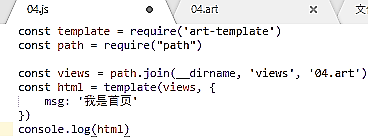 04.js 04.art 文
const template = require('art-template')
const path = require("path")
const views = path.join(__dirname, 'views', '04.art')
const html = template(views, {
msg: '我是首页'
})
console.log(html)